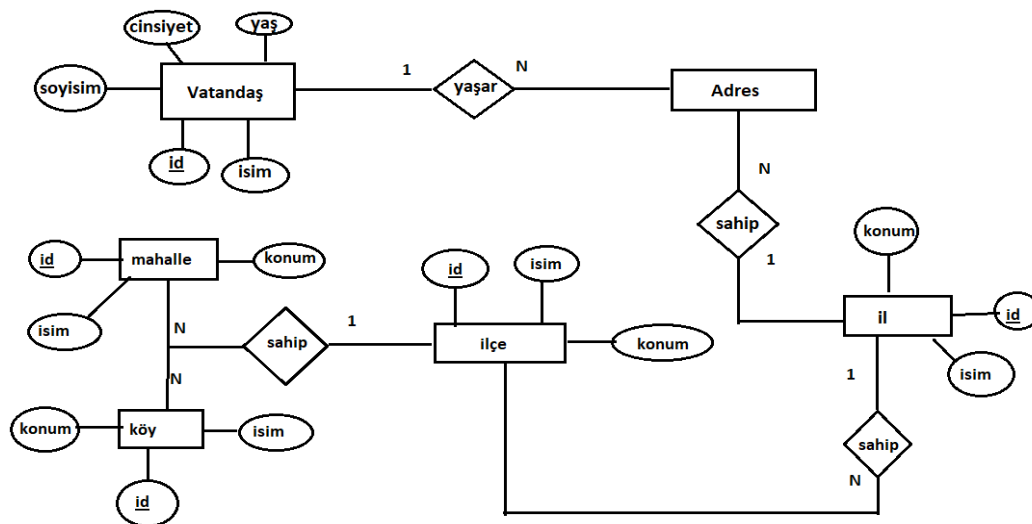 cinsiyet
yaş
soyisim
Vatandaş
1
yaşar
N
Adres
id
isim
N
sahip
1
konum
id
mahalle
konum
id
isim
isim
N
sahip
1
ilçe
konum
il
id
isim
N
1
konum
köy
isim
sahip
N
id